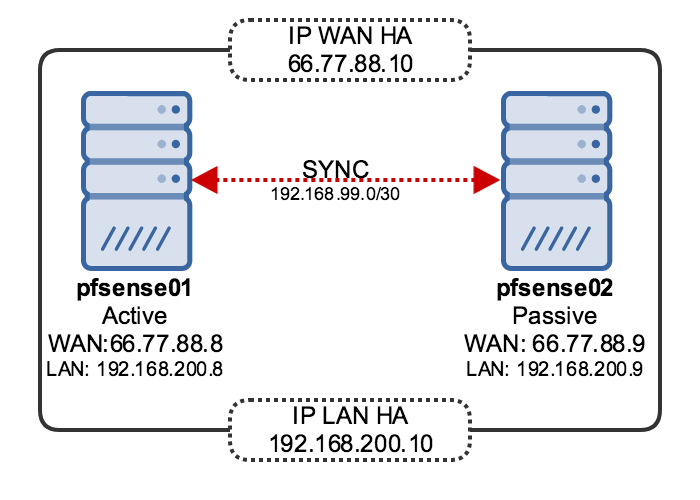 IP WAN HA
66.77.88.10
SYNC
192.168.99.0/30
pfsense01
Active
WAN:66.77.88.8
LAN: 192.168.200.8
pfsense02
Passive
WAN: 66.77.88.9
LAN: 192.168.200.9
IP LAN HA
192.168.200.10